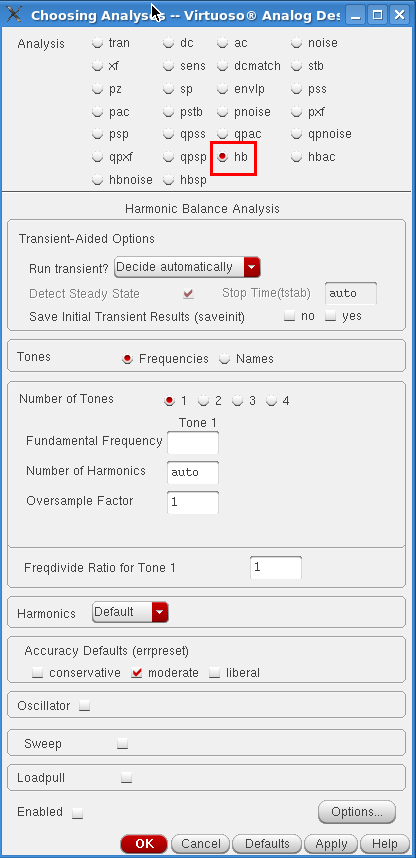 Choosing Analyses -- Virtuoso® Analog Des
Analysis tran dc ac noise
xf sens dcmatch stb
pz sp envlp pss
pac pstb pnoise pxf
psp qpss qpac qpnoise
qpxf qpsp hb hbac
hbnoise hbsp
Harmonic Balance Analysis
Transient-Aided Options
Run transient? Decide automatically
Detect Steady State Stop Time(tstab) auto
Save Initial Transient Results (saveinit) no yes
Tones Frequencies Names
Number of Tones 1 2 3 4
Tone 1
Fundamental Frequency
Number of Harmonics auto
Oversample Factor 1
Freqdivide Ratio for Tone 1 1
Harmonics Default
Accuracy Defaults (errpreset)
conservative moderate liberal
Oscillator
Sweep
Loadpull
Enabled Options...
OK Cancel Defaults Apply Help